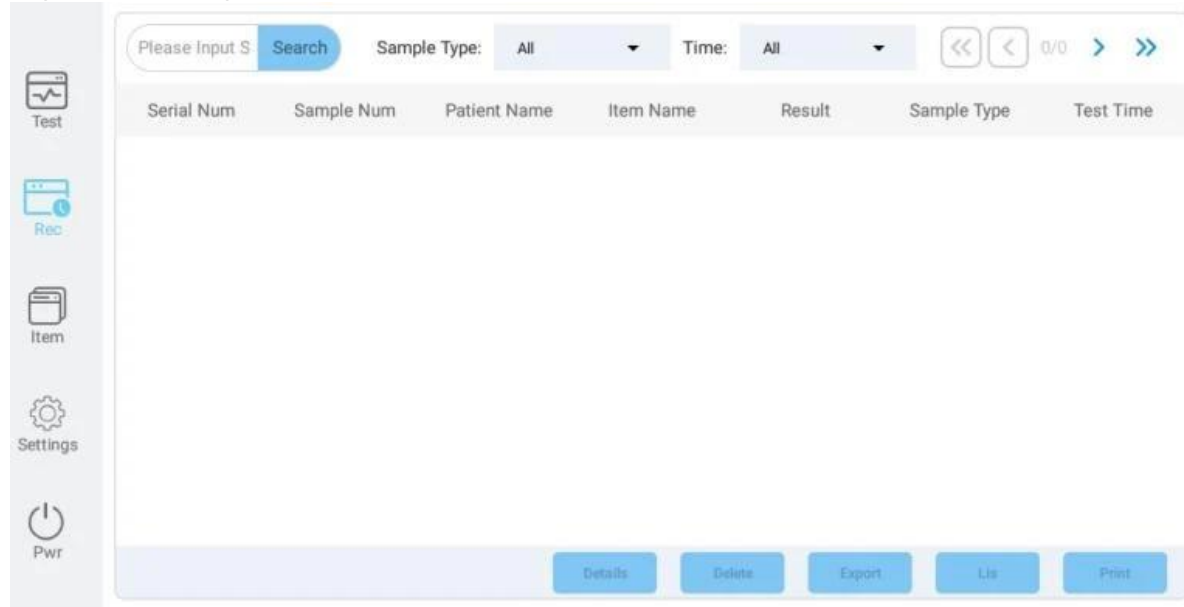 Please Input S Search Sample Type: All Time: All 0/0
Serial Num Sample Num Patient Name Item Name Result Sample Type Test Time
Test
Rec
Item
Settings
Pwr
Details Delete Export Lis Print